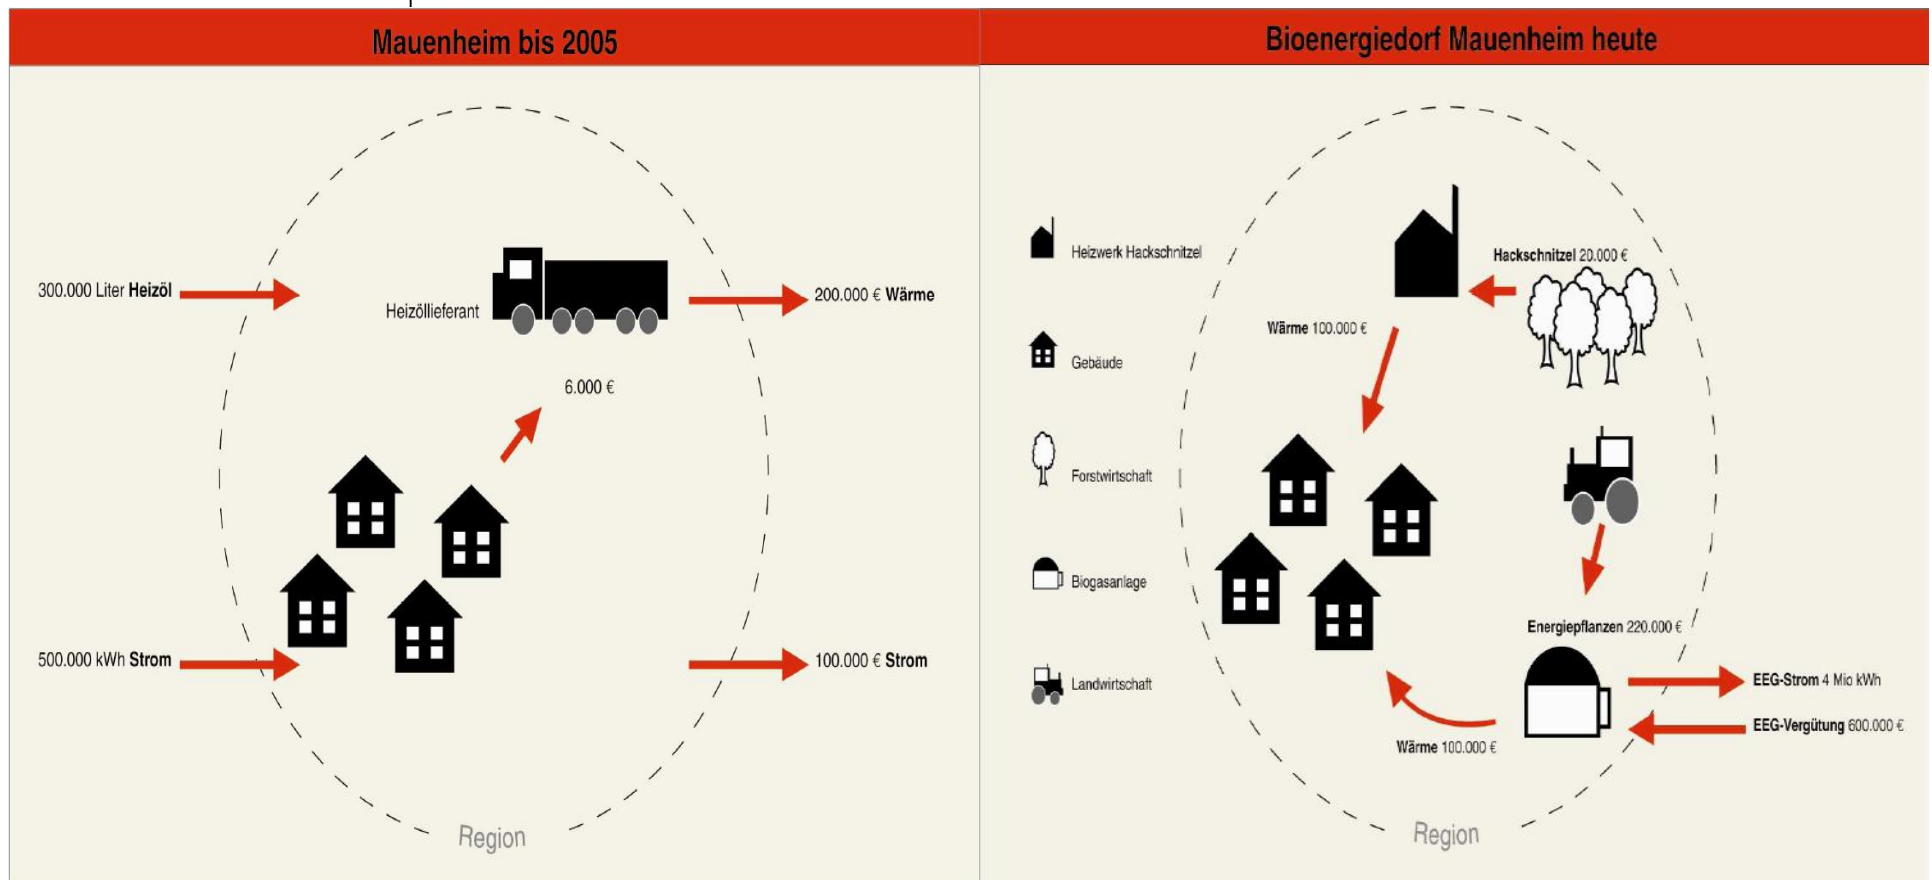 Mauenheim bis 2005
300.000 Liter Heizöl
Heizöllieferant
200.000 € Wärme
6.000 €
500.000 kWh Strom
100.000 € Strom
Region
Bioenergiedorf Mauenheim heute
Heizwerk Hackschnitzel
Gebäude
Forstwirtschaft
Biogasanlage
Landwirtschaft
Hackschnitzel 20.000 €
Wärme 100.000 €
Energiepflanzen 220.000 €
EEG-Strom 4 Mio kWh
EEG-Vergütung 600.000 €
Wärme 100.000 €
Region